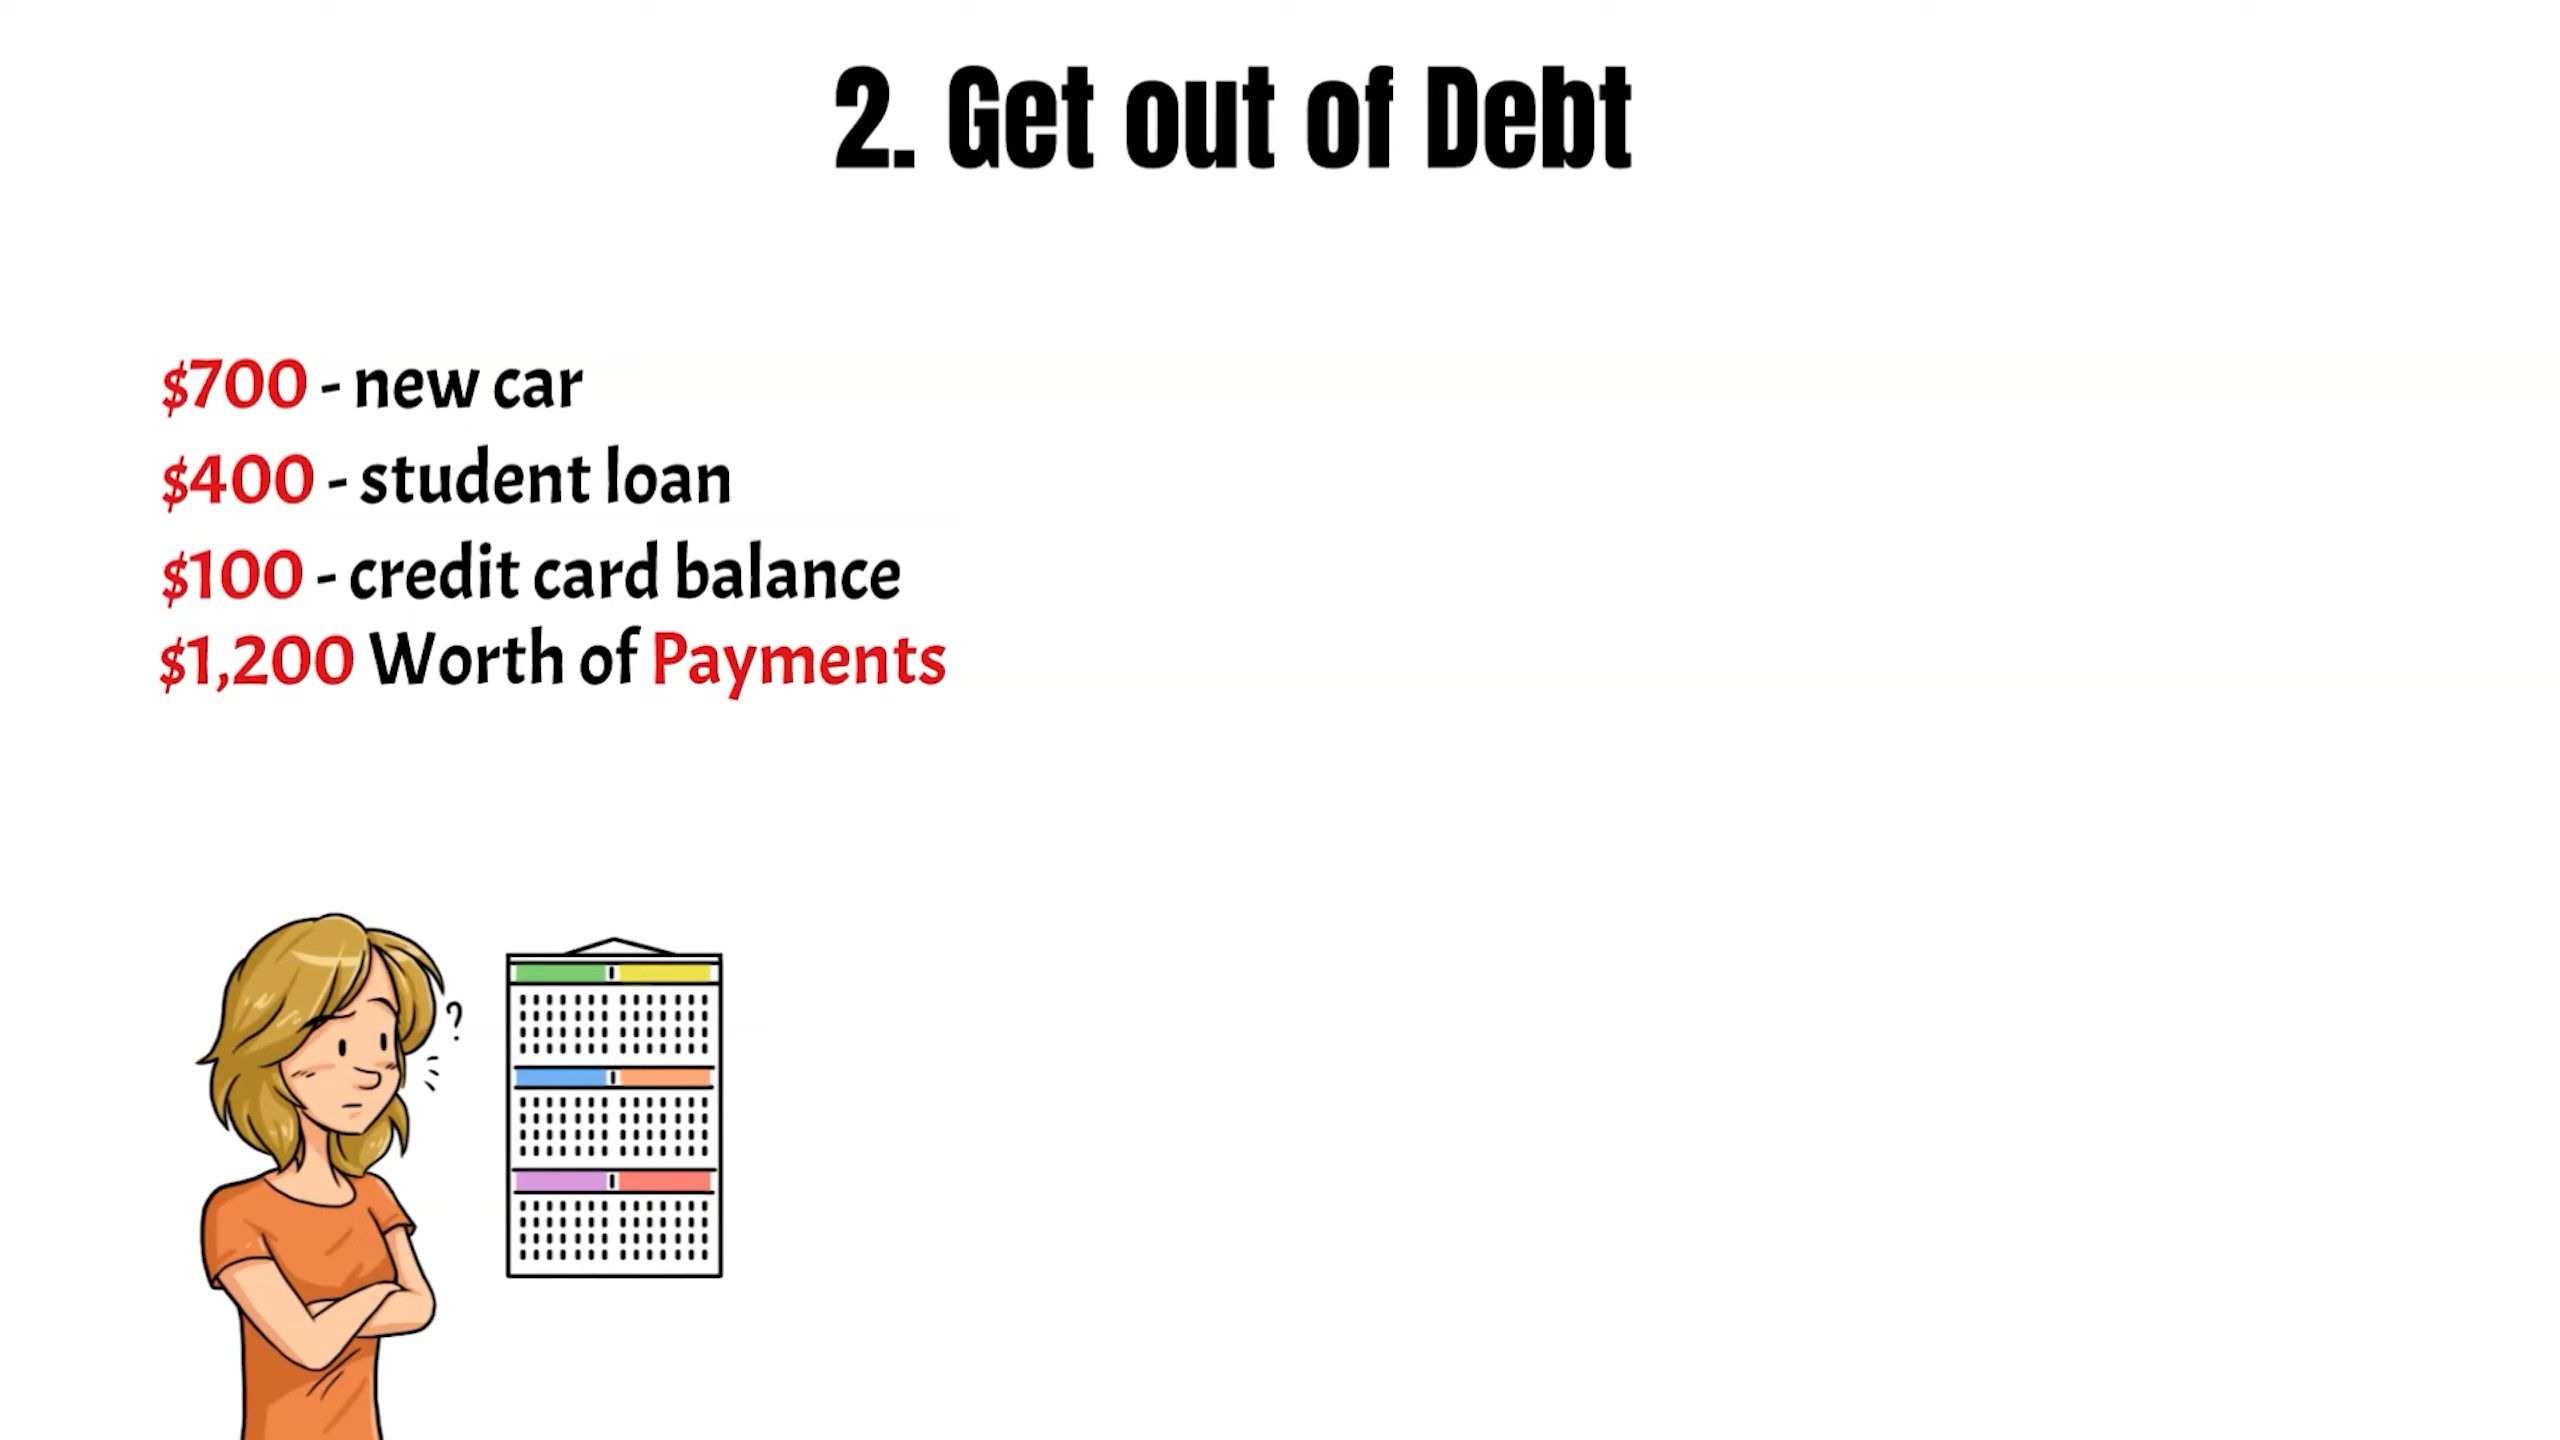 2. Get out of Debt
$700 - new car
$400 - student loan
$100 - credit card balance
$1,200 Worth of Payments
?